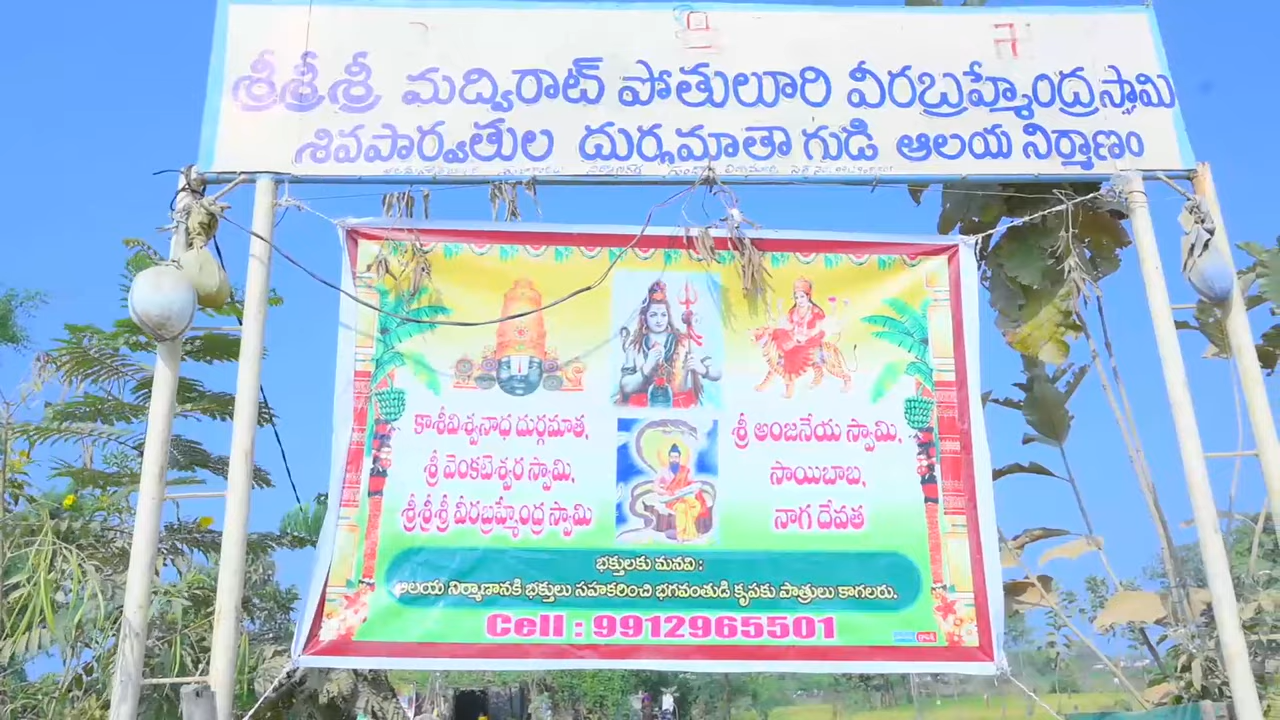 శ్రీశ్రీశ్రీ మద్విరాట్ పోతులూరి వీరబ్రహ్మేంద్రస్వామి
శివపార్వతుల దుర్గమాతా గుడి ఆలయ నిర్మాణం
కాశీవిశ్వనాధ దుర్గమాత,
శ్రీ వెంకటేశ్వర స్వామి,
శ్రీశ్రీశ్రీ వీరబ్రహ్మేంద్ర స్వామి
శ్రీ అంజనేయ స్వామి,
సాయిబాబ,
నాగ దేవత
భక్తులకు మనవి :
ఆలయ నిర్మాణానకి భక్తులు సహకరించి భగవంతుడి కృపకు పాత్రులు కాగలరు.
Cell : 9912965501